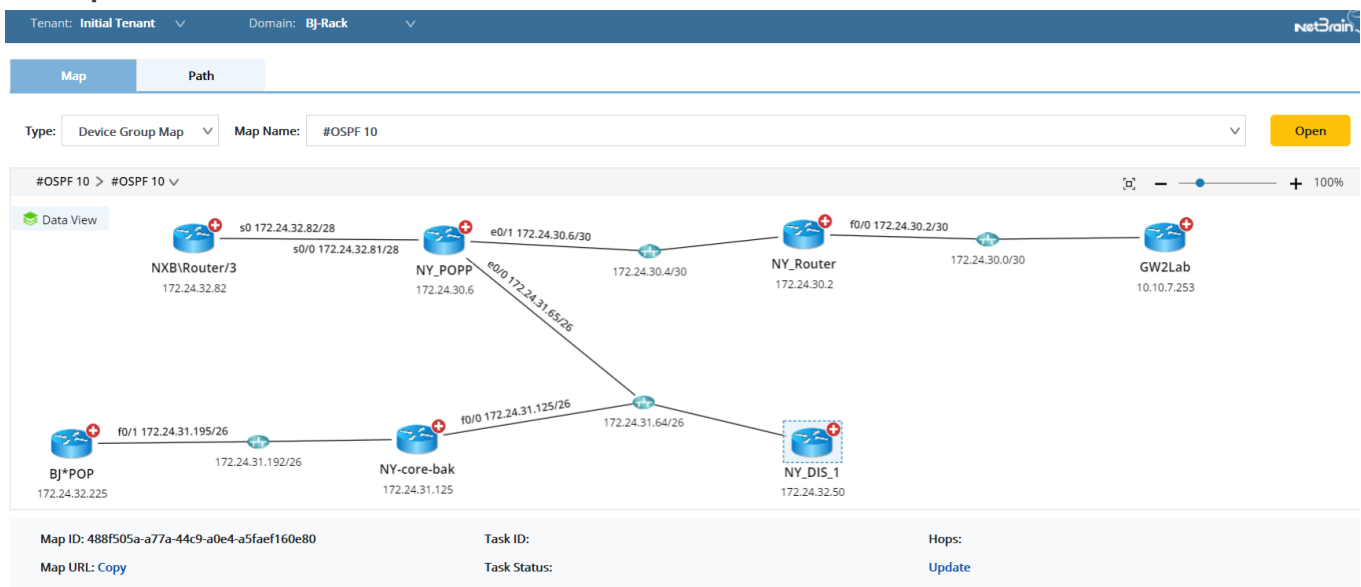 Tenant: Initial Tenant Domain: BJ-Rack NetBrain
Map Path
Type: Device Group Map Map Name: #OSPF 10 Open
#OSPF 10 > #OSPF 10 100%
Data View
s0 172.24.32.82/28
s0/0 172.24.32.81/28
NXB\Router/3
172.24.32.82
NY_POPP
172.24.30.6
e0/1 172.24.30.6/30
172.24.30.4/30
NY_Router
172.24.30.2
f0/0 172.24.30.2/30
172.24.30.0/30
GW2Lab
10.10.7.253
e0/0 172.24.31.65/26
BJ*POP
172.24.32.225
f0/1 172.24.31.195/26
172.24.31.192/26
NY-core-bak
172.24.31.125
f0/0 172.24.31.125/26
172.24.31.64/26
NY_DIS_1
172.24.32.50
Map ID: 488f505a-a77a-44c9-a0e4-a5faef160e80 Task ID: Hops:
Map URL: Copy Task Status: Update